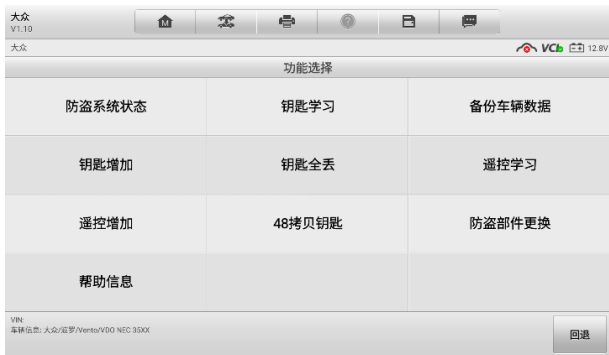 大众
V1.10
M
大众
VCI 12.8V
功能选择
防盗系统状态 钥匙学习 备份车辆数据
钥匙增加 钥匙全丢 遥控学习
遥控增加 48拷贝钥匙 防盗部件更换
帮助信息
VIN:
车辆信息: 大众/波罗/Vento/VDO NEC 35XX
回退